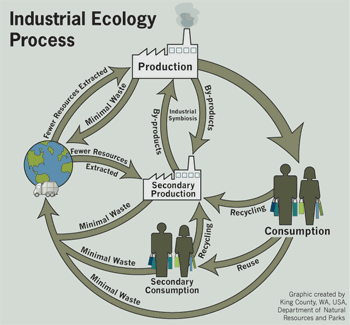 Industrial Ecology
Process
Production
Fewer Resources Extracted
Minimal Waste
By-products
Industrial
Symbiosis
By-products
Fewer Resources
Extracted
Secondary
Production
Minimal Waste
Recycling
Consumption
Minimal Waste
Recycling
Secondary
Consumption
Reuse
Minimal Waste
Graphic created by
King County, WA, USA,
Department of Natural
Resources and Parks